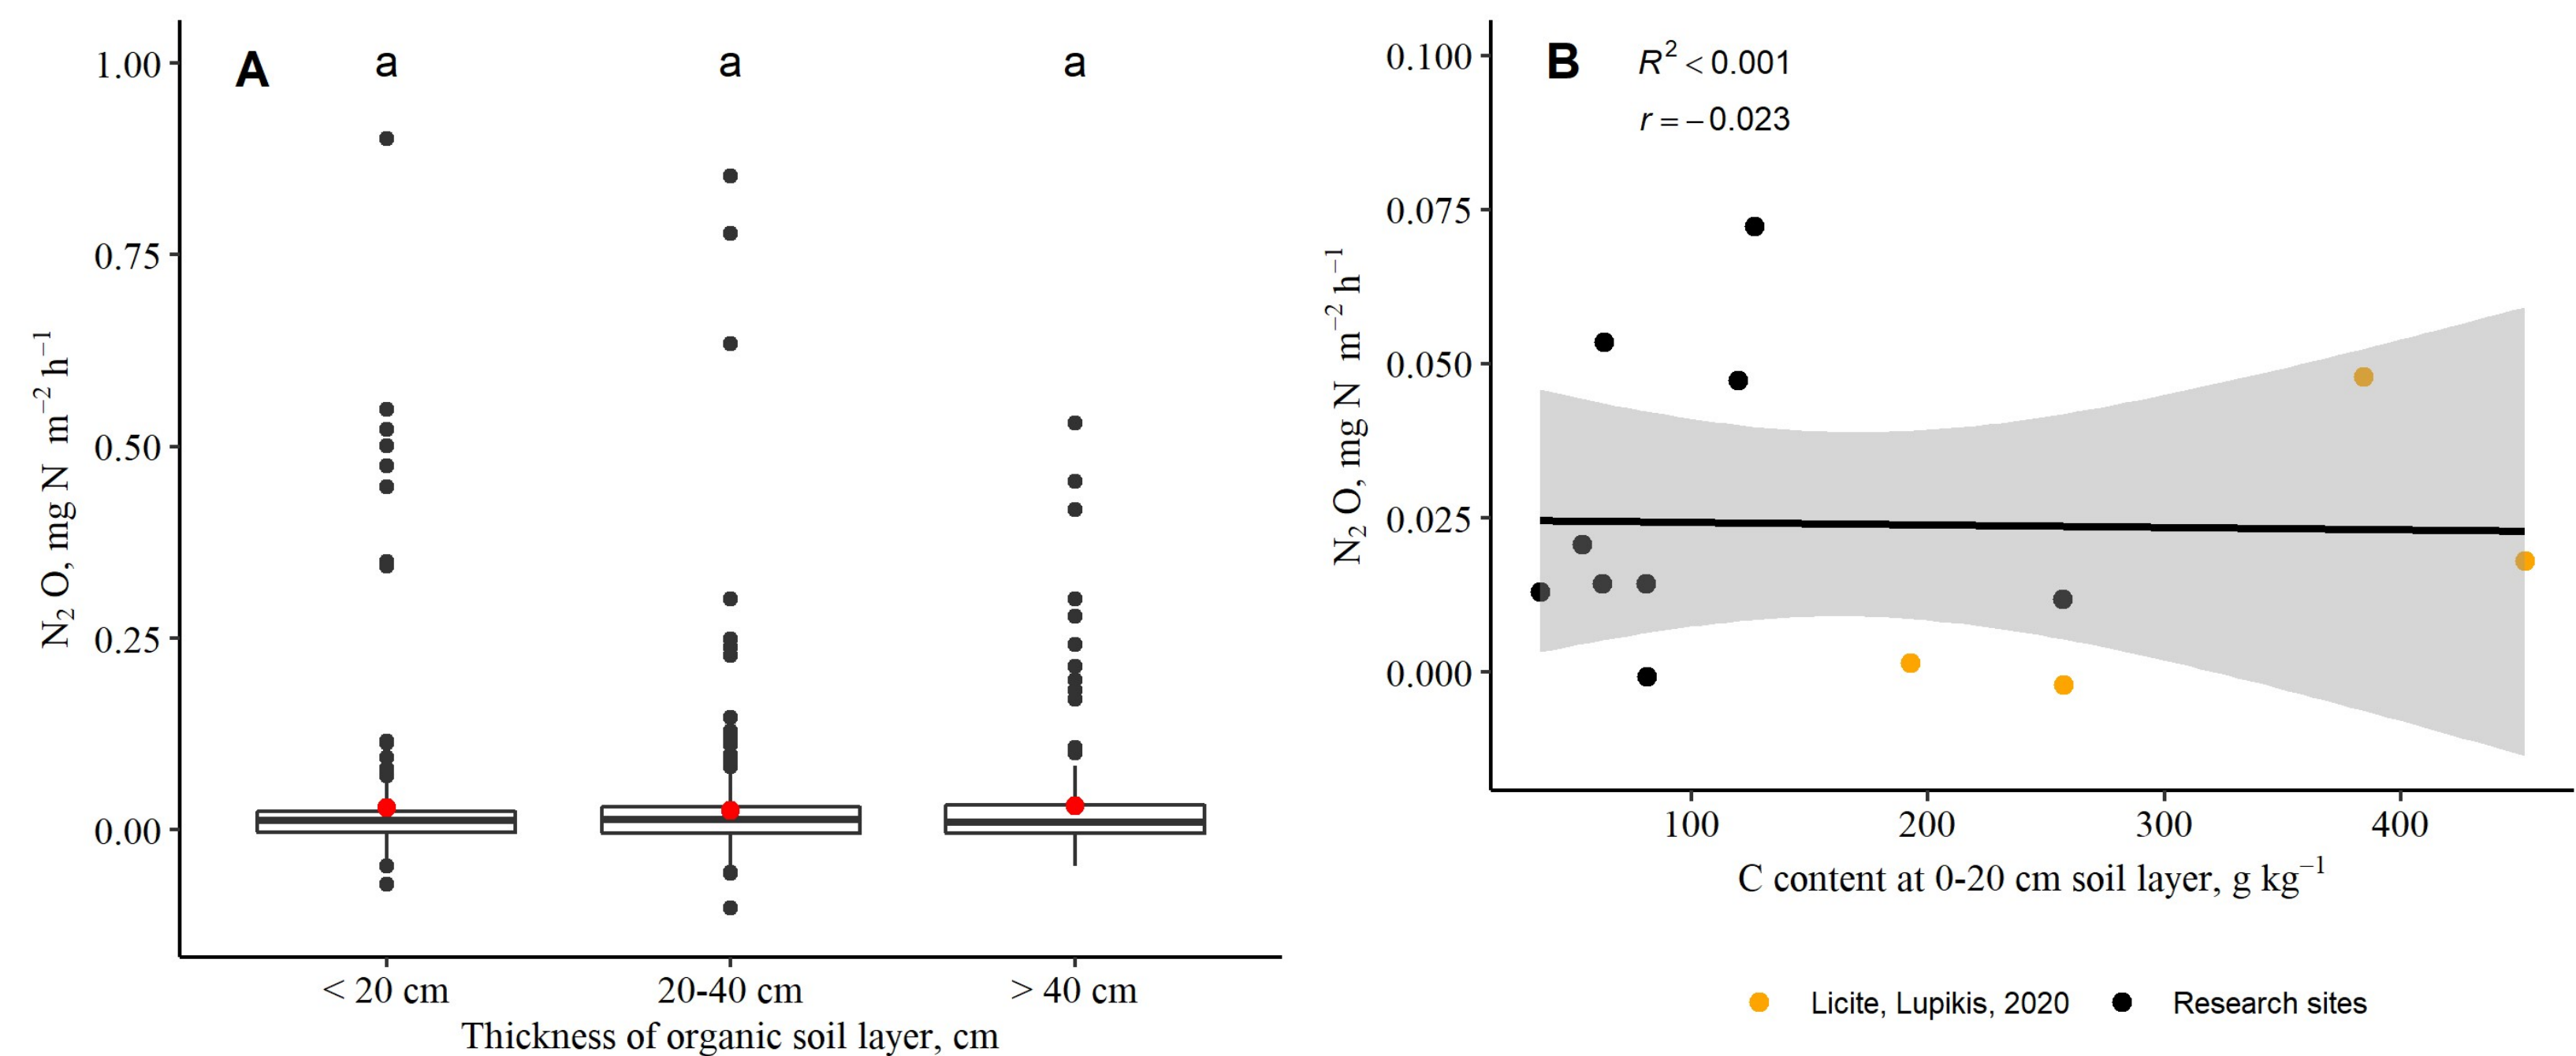 A
a a a
1.00
0.75
0.50
0.25
0.00
N₂ O, mg N m⁻² h⁻¹
< 20 cm 20-40 cm > 40 cm
Thickness of organic soil layer, cm
B
R² < 0.001
r = −0.023
0.100
0.075
0.050
0.025
0.000
N₂ O, mg N m⁻² h⁻¹
100 200 300 400
C content at 0-20 cm soil layer, g kg⁻¹
Licite, Lupikis, 2020 Research sites